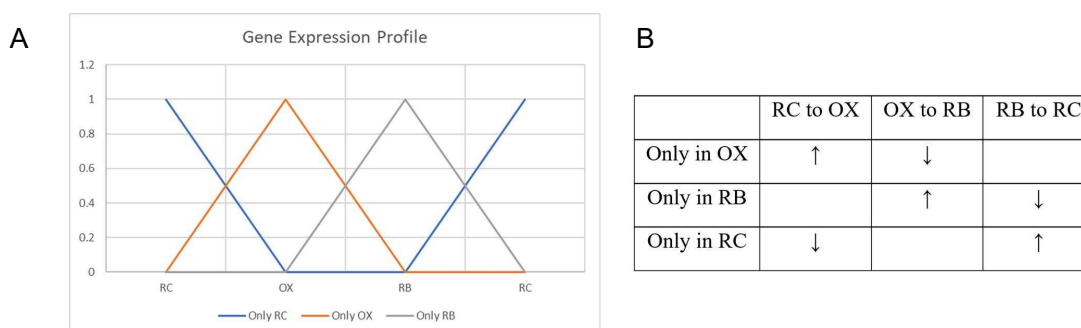 A
Gene Expression Profile
1.2
1
0.8
0.6
0.4
0.2
0
RC OX RB RC
Only RC Only OX Only RB
B
RC to OX OX to RB RB to RC
Only in OX ↑ ↓
Only in RB ↑ ↓
Only in RC ↓ ↑